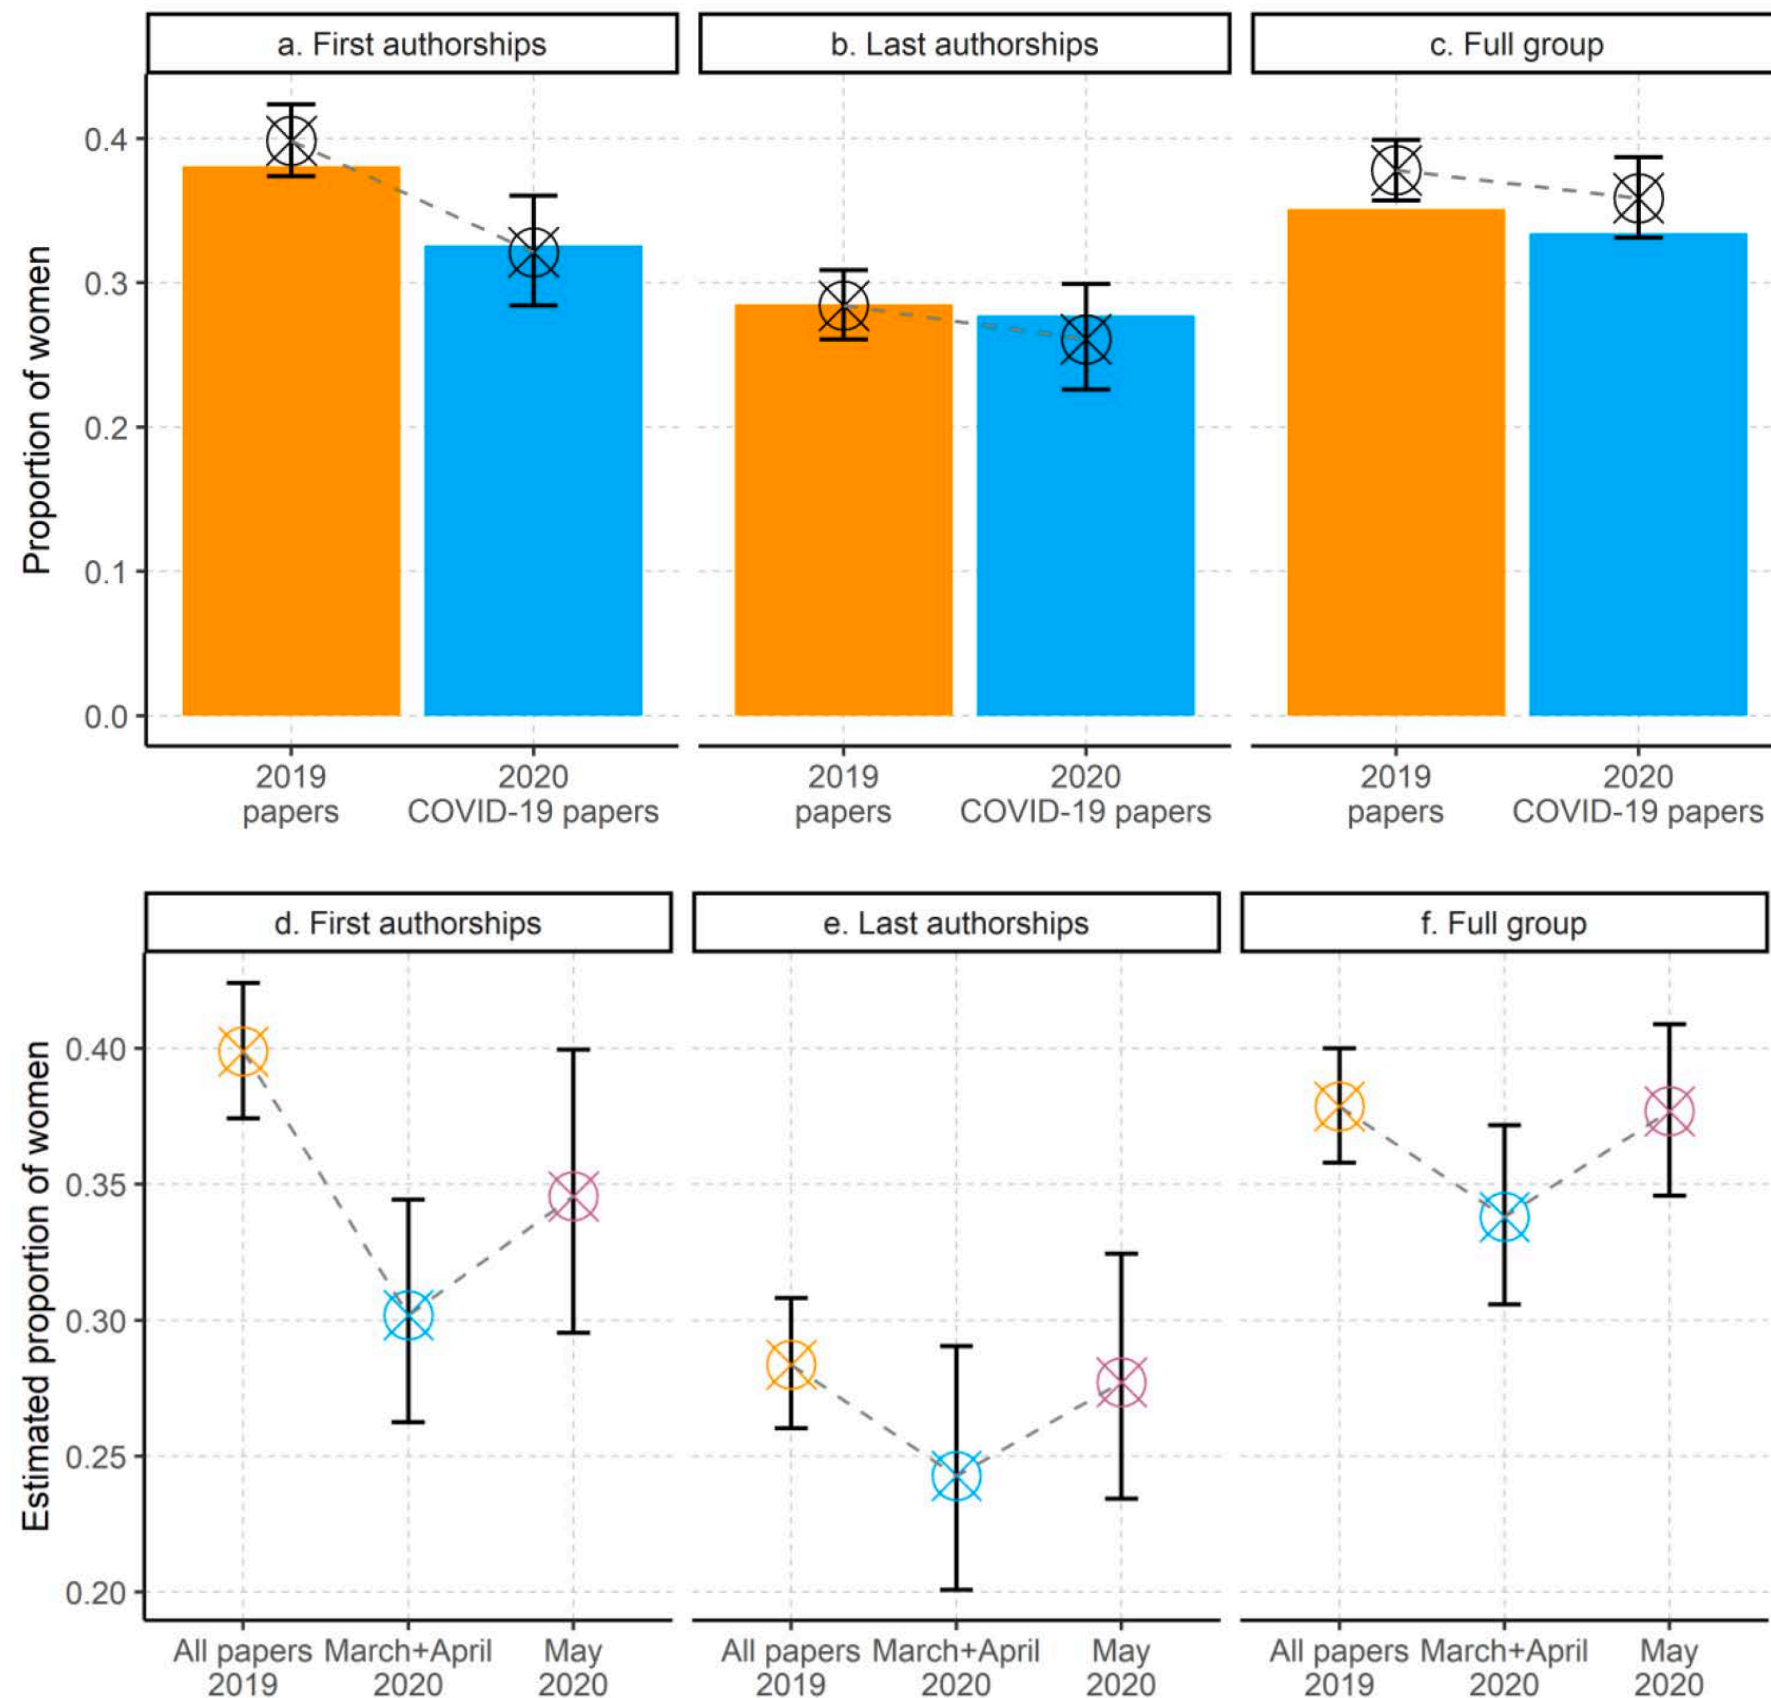 a. First authorships
b. Last authorships
c. Full group
Proportion of women
0.4
0.3
0.2
0.1
0.0
2019
papers
2020
COVID-19 papers
2019
papers
2020
COVID-19 papers
2019
papers
2020
COVID-19 papers
d. First authorships
e. Last authorships
f. Full group
Estimated proportion of women
0.40
0.35
0.30
0.25
0.20
All papers
2019
March+April
2020
May
2020
All papers
2019
March+April
2020
May
2020
All papers
2019
March+April
2020
May
2020